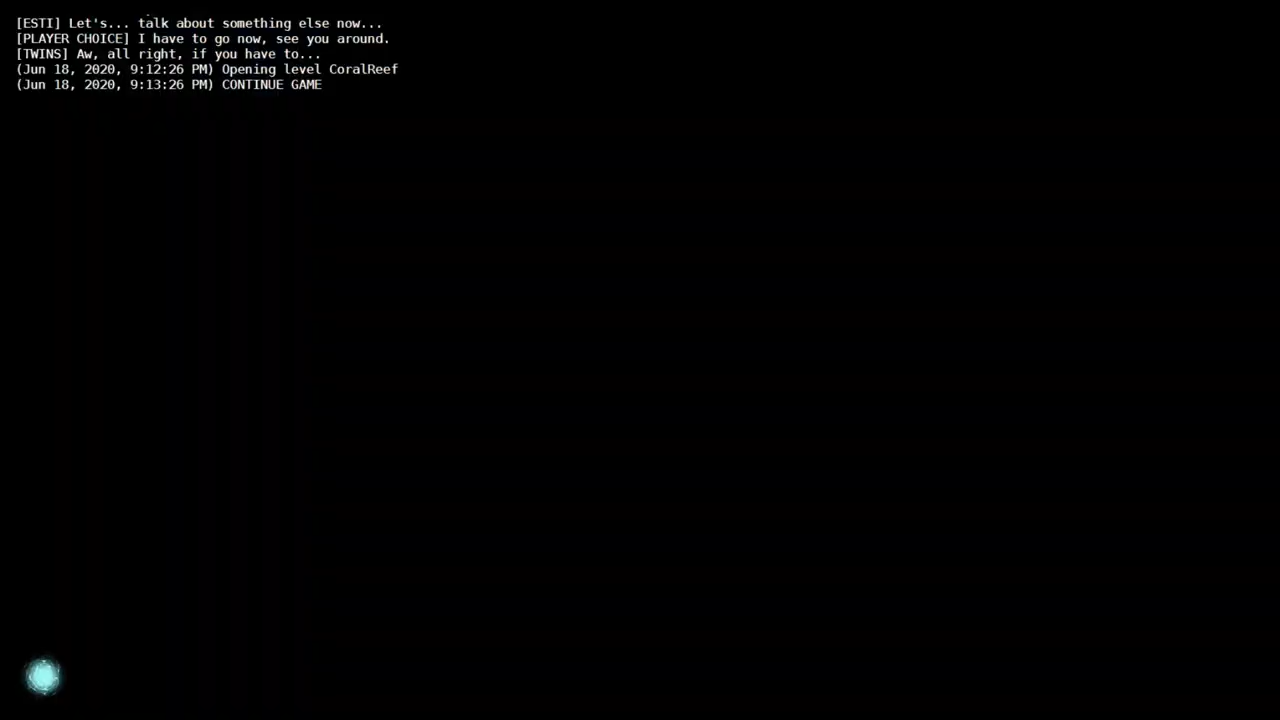 [ESTI] Let's... talk about something else now...
[PLAYER CHOICE] I have to go now, see you around.
[TWINS] Aw, all right, if you have to...
(Jun 18, 2020, 9:12:26 PM) Opening level CoralReef
(Jun 18, 2020, 9:13:26 PM) CONTINUE GAME